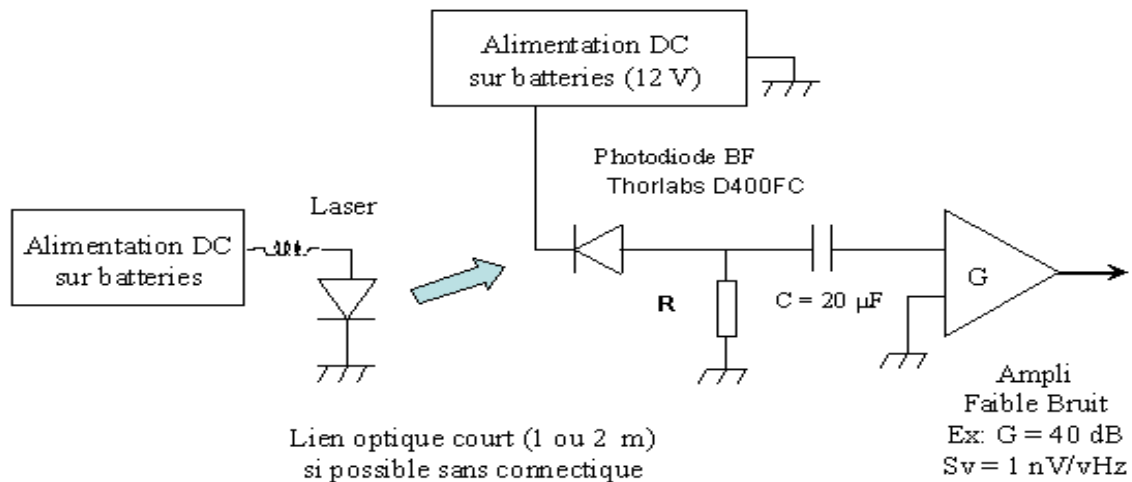 Alimentation DC
sur batteries (12 V)
Photodiode BF
Thorlabs D400FC
Laser
Alimentation DC
sur batteries
R
C = 20 µF
G
Ampli
Faible Bruit
Ex: G = 40 dB
Sv = 1 nV/vHz
Lien optique court (1 ou 2 m)
si possible sans connectique